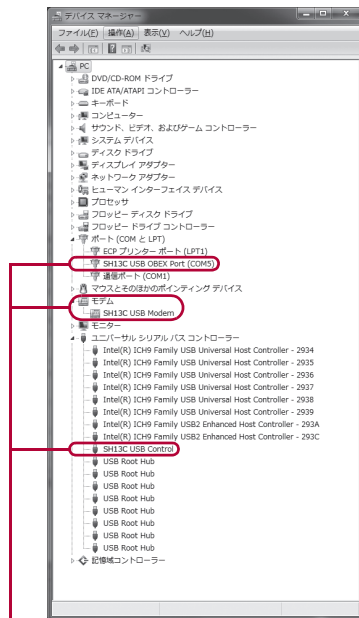 デバイス マネージャー
ファイル(F) 操作(A) 表示(V) ヘルプ(H)
PC
DVD/CD-ROM ドライブ
IDE ATA/ATAPI コントローラー
キーボード
コンピューター
サウンド、ビデオ、およびゲーム コントローラー
システム デバイス
ディスク ドライブ
ディスプレイ アダプター
ネットワーク アダプター
ヒューマン インターフェイス デバイス
プロセッサ
フロッピー ディスク ドライブ
フロッピー ドライブ コントローラー
ポート (COM と LPT)
ECP プリンター ポート (LPT1)
SH13C USB OBEX Port (COM5)
通信ポート (COM1)
マウスとそのほかのポインティング デバイス
モデム
SH13C USB Modem
モニター
ユニバーサル シリアル バス コントローラー
Intel(R) ICH9 Family USB Universal Host Controller - 2934
Intel(R) ICH9 Family USB Universal Host Controller - 2935
Intel(R) ICH9 Family USB Universal Host Controller - 2936
Intel(R) ICH9 Family USB Universal Host Controller - 2937
Intel(R) ICH9 Family USB Universal Host Controller - 2938
Intel(R) ICH9 Family USB Universal Host Controller - 2939
Intel(R) ICH9 Family USB2 Enhanced Host Controller - 293A
Intel(R) ICH9 Family USB2 Enhanced Host Controller - 293C
SH13C USB Control
USB Root Hub
USB Root Hub
USB Root Hub
USB Root Hub
USB Root Hub
USB Root Hub
USB Root Hub
USB Root Hub
記憶域コントローラー